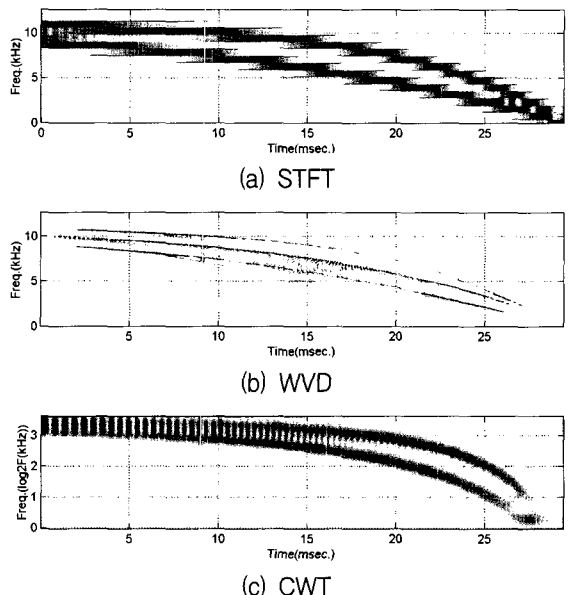 10
5
0
Freq.(kHz)
0 5 10 15 20 25
Time(msec.)
(a) STFT
10
5
0
Freq.(kHz)
5 10 15 20 25
Time(msec.)
(b) WVD
3
2
1
0
Freq.(log2F(kHz))
5 10 15 20 25
Time(msec.)
(c) CWT